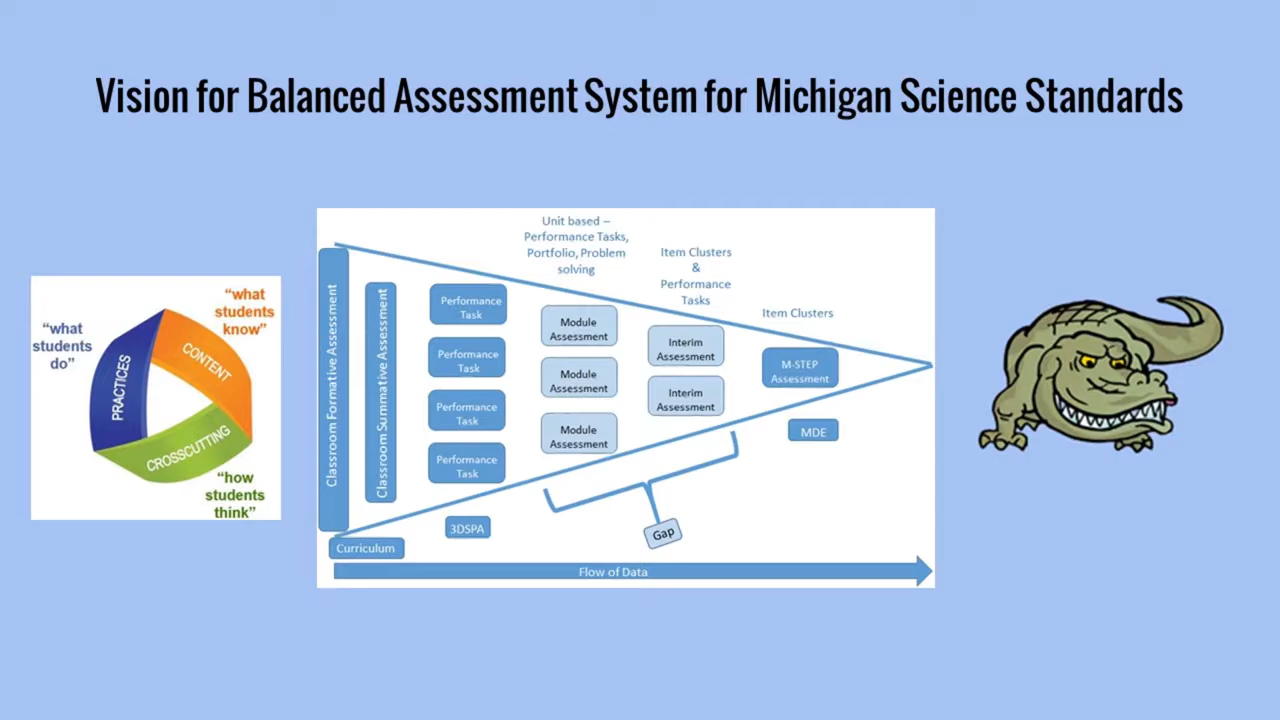 Vision for Balanced Assessment System for Michigan Science Standards
“what
students
do”
“what
students
know”
PRACTICES
CONTENT
CROSSCUTTING
“how
students
think”
Classroom Formative Assessment
Classroom Summative Assessment
Performance
Task
Performance
Task
Performance
Task
Performance
Task
Unit based –
Performance Tasks,
Portfolio, Problem
solving
Module
Assessment
Module
Assessment
Module
Assessment
Item Clusters
&
Performance
Tasks
Interim
Assessment
Interim
Assessment
Item Clusters
M-STEP
Assessment
MDE
3DSPA
Gap
Curriculum
Flow of Data